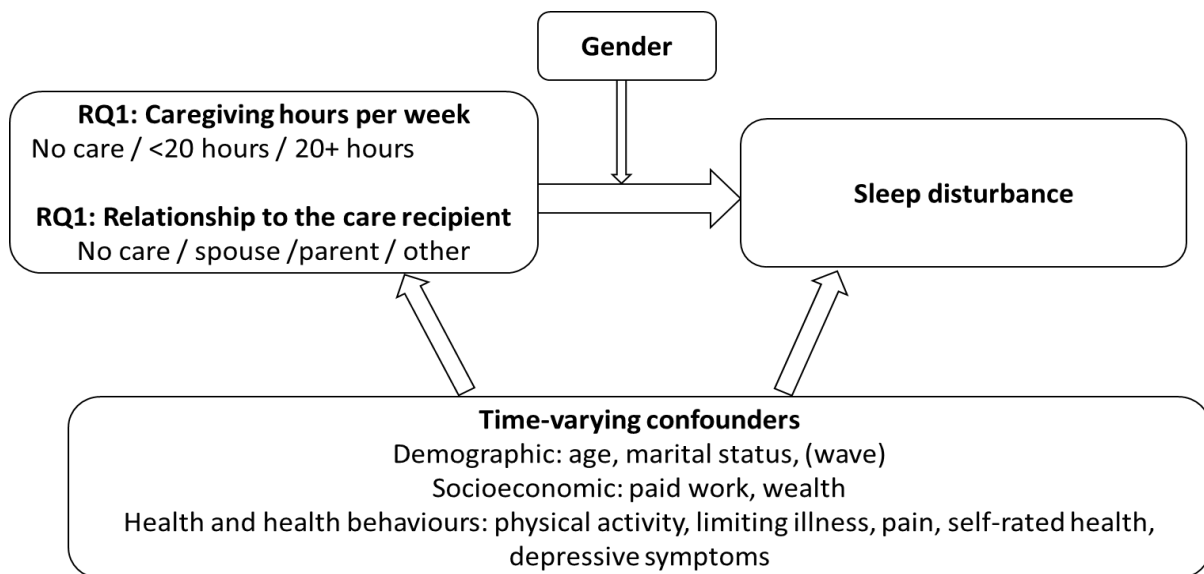 Gender
RQ1: Caregiving hours per week
No care / <20 hours / 20+ hours
RQ1: Relationship to the care recipient
No care / spouse /parent / other
Sleep disturbance
Time-varying confounders
Demographic: age, marital status, (wave)
Socioeconomic: paid work, wealth
Health and health behaviours: physical activity, limiting illness, pain, self-rated health,
depressive symptoms